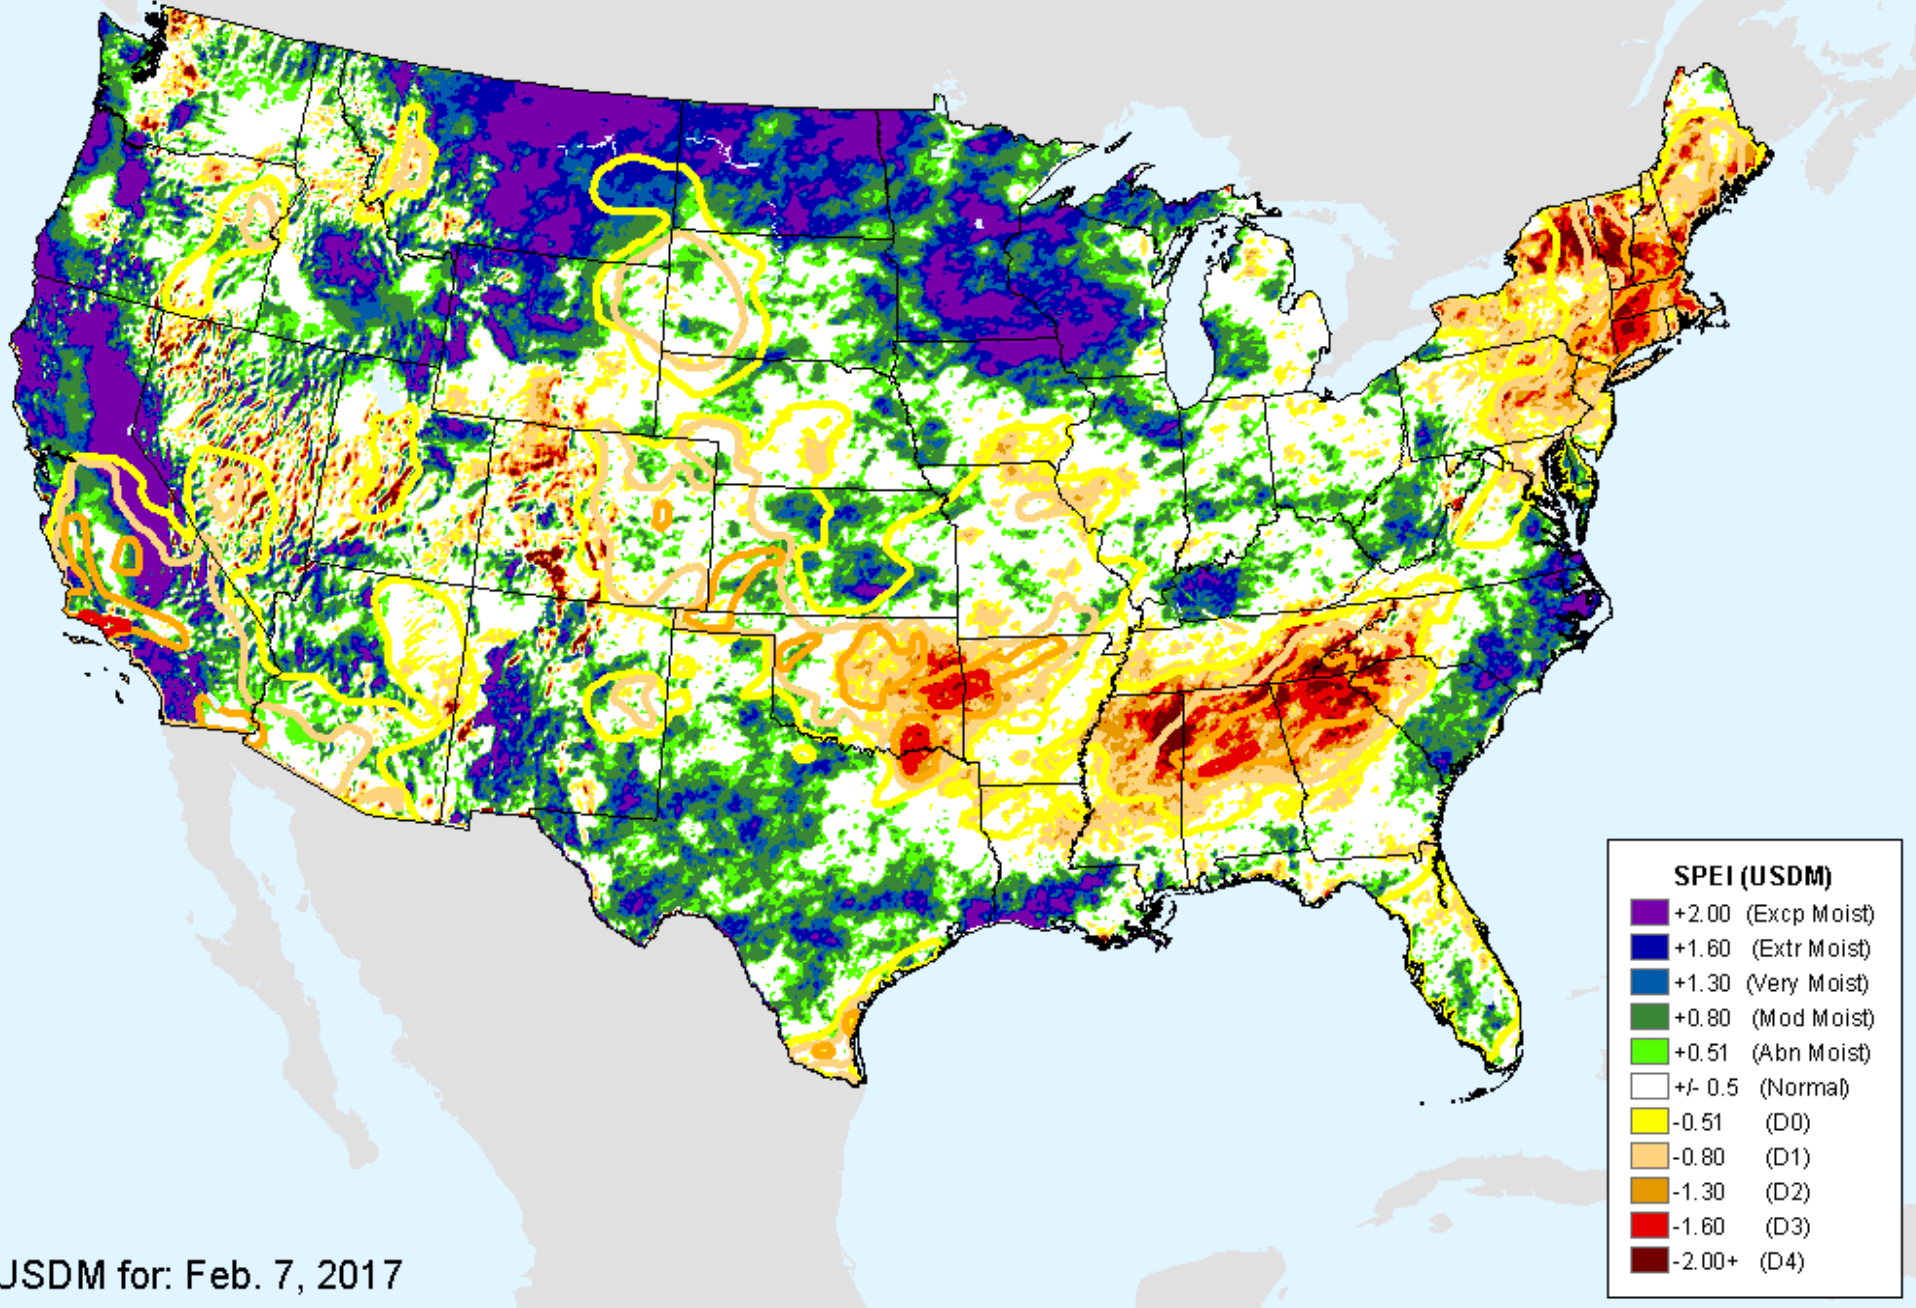 SPEI (USDM)
+2.00 (Excp Moist)
+1.60 (Extr Moist)
+1.30 (Very Moist)
+0.80 (Mod Moist)
+0.51 (Abn Moist)
+/- 0.5 (Normal)
-0.51 (D0)
-0.80 (D1)
-1.30 (D2)
-1.60 (D3)
-2.00+ (D4)
USDM for: Feb. 7, 2017